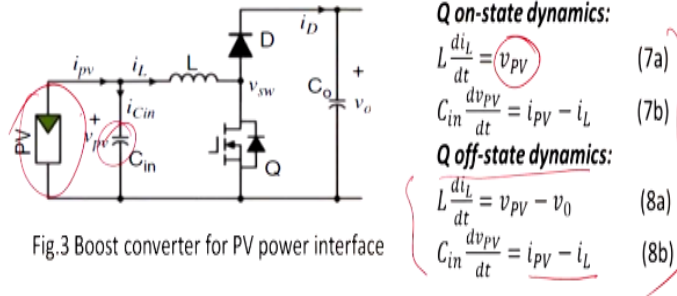 i_D
D
i_pv
i_L
L
v_sw
C_o
+
v_o
i_Cin
+
PV
v_pv
C_in
Q
Fig.3 Boost converter for PV power interface
Q on-state dynamics:
L di_L/dt = v_PV (7a)
C_in dv_PV/dt = i_PV − i_L (7b)
Q off-state dynamics:
L di_L/dt = v_PV − v_0 (8a)
C_in dv_PV/dt = i_PV − i_L (8b)